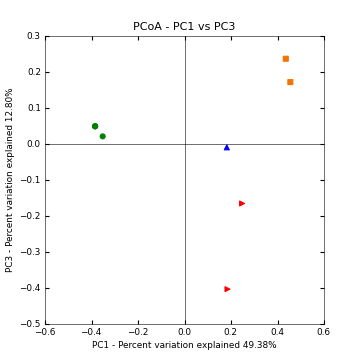 PCoA - PC1 vs PC3
0.3
0.2
0.1
0.0
−0.1
−0.2
−0.3
−0.4
−0.5
PC3 - Percent variation explained 12.80%
−0.6 −0.4 −0.2 0.0 0.2 0.4 0.6
PC1 - Percent variation explained 49.38%